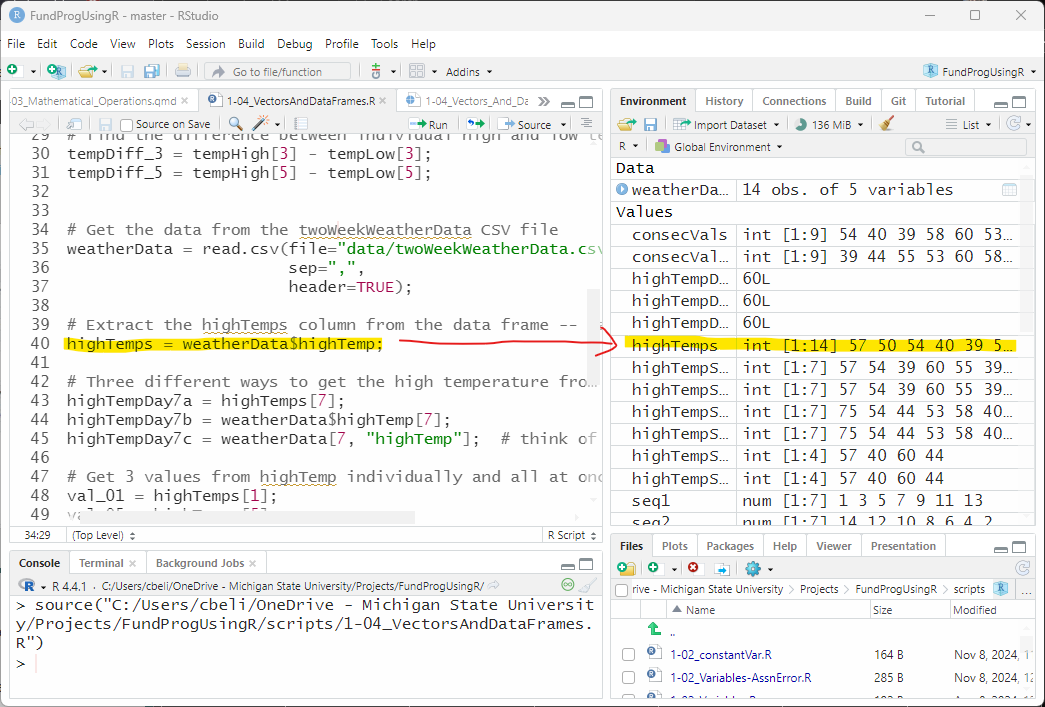 FundProgUsingR - master - RStudio
File Edit Code View Plots Session Build Debug Profile Tools Help
Go to file/function Addins FundProgUsingR
-03_Mathematical_Operations.qmd 1-04_VectorsAndDataFrames.R 1-04_Vectors_And_Da
Source on Save Run Source
29 # Find the difference between individual high and low te
30 tempDiff_3 = tempHigh[3] - tempLow[3];
31 tempDiff_5 = tempHigh[5] - tempLow[5];
32
33
34 # Get the data from the twoWeekWeatherData CSV file
35 weatherData = read.csv(file="data/twoWeekWeatherData.csv
36 sep=",",
37 header=TRUE);
38
39 # Extract the highTemps column from the data frame --
40 highTemps = weatherData$highTemp;
41
42 # Three different ways to get the high temperature fro
43 highTempDay7a = highTemps[7];
44 highTempDay7b = weatherData$highTemp[7];
45 highTempDay7c = weatherData[7, "highTemp"]; # think of
46
47 # Get 3 values from highTemp individually and all at onc
48 val_01 = highTemps[1];
49
34:29 (Top Level) R Script
Console Terminal Background Jobs
R 4.4.1 · C:/Users/cbeli/OneDrive - Michigan State University/Projects/FundProgUsingR/
> source("C:/Users/cbeli/OneDrive - Michigan State Universit
y/Projects/FundProgUsingR/scripts/1-04_VectorsAndDataFrames.
R")
>
Environment History Connections Build Git Tutorial
Import Dataset 136 MiB List
R Global Environment
Data
weatherDa… 14 obs. of 5 variables
Values
consecVals int [1:9] 54 40 39 58 60 53…
consecVal… int [1:9] 39 44 55 53 60 58…
highTempD… 60L
highTempD… 60L
highTempD… 60L
highTemps int [1:14] 57 50 54 40 39 5…
highTempS… int [1:7] 57 54 39 60 55 39…
highTempS… int [1:7] 57 54 39 60 55 39…
highTempS… int [1:7] 75 54 44 53 58 40…
highTempS… int [1:7] 75 54 44 53 58 40…
highTempS… int [1:4] 57 40 60 44
highTempS… int [1:4] 57 40 60 44
seq1 num [1:7] 1 3 5 7 9 11 13
seq2 num [1:7] 14 12 10 8 6 4 2
Files Plots Packages Help Viewer Presentation
rive - Michigan State University Projects FundProgUsingR scripts …
Name Size Modified
..
1-02_constantVar.R 164 B Nov 8, 2024,
1-02_Variables-AssnError.R 285 B Nov 8, 2024,